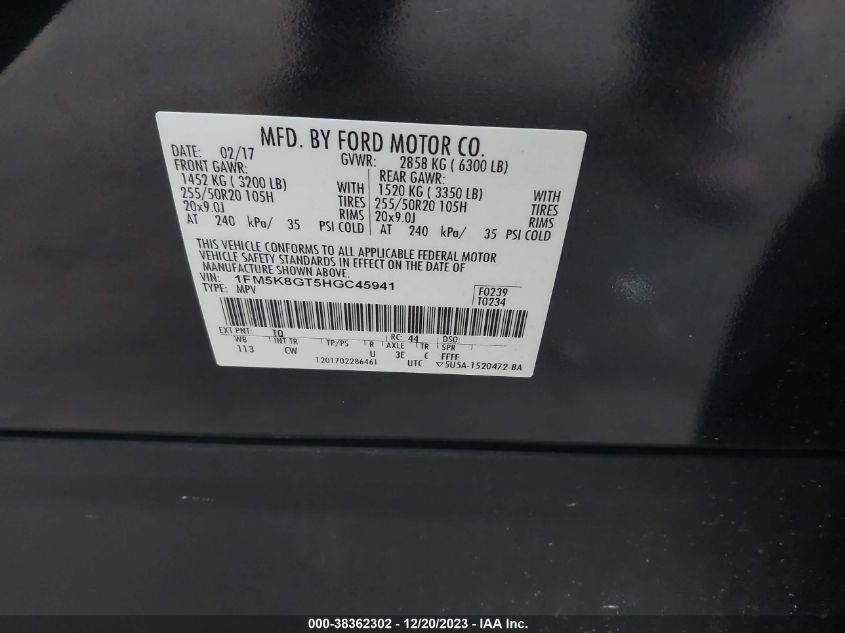 MFD. BY FORD MOTOR CO.
DATE: 02/17 GVWR: 2858 KG ( 6300 LB)
FRONT GAWR: REAR GAWR:
1452 KG ( 3200 LB) WITH 1520 KG ( 3350 LB) WITH
255/50R20 105H TIRES 255/50R20 105H TIRES
20x9.0J RIMS 20x9.0J RIMS
AT 240 kPa/ 35 PSI COLD AT 240 kPa/ 35 PSI COLD
THIS VEHICLE CONFORMS TO ALL APPLICABLE FEDERAL MOTOR
VEHICLE SAFETY STANDARDS IN EFFECT ON THE DATE OF
MANUFACTURE SHOWN ABOVE.
VIN: 1FM5K8GT5HGC45941 F0239
TYPE: MPV T0234
EXT PNT: TQ RC: 44 DSO:
WB INT TR TP/PS R AXLE TR SPR
113 CW U 3E C FFFF
1201702286461 UTC ▽5U5A-1520472-BA
000-38362302 - 12/20/2023 - IAA Inc.